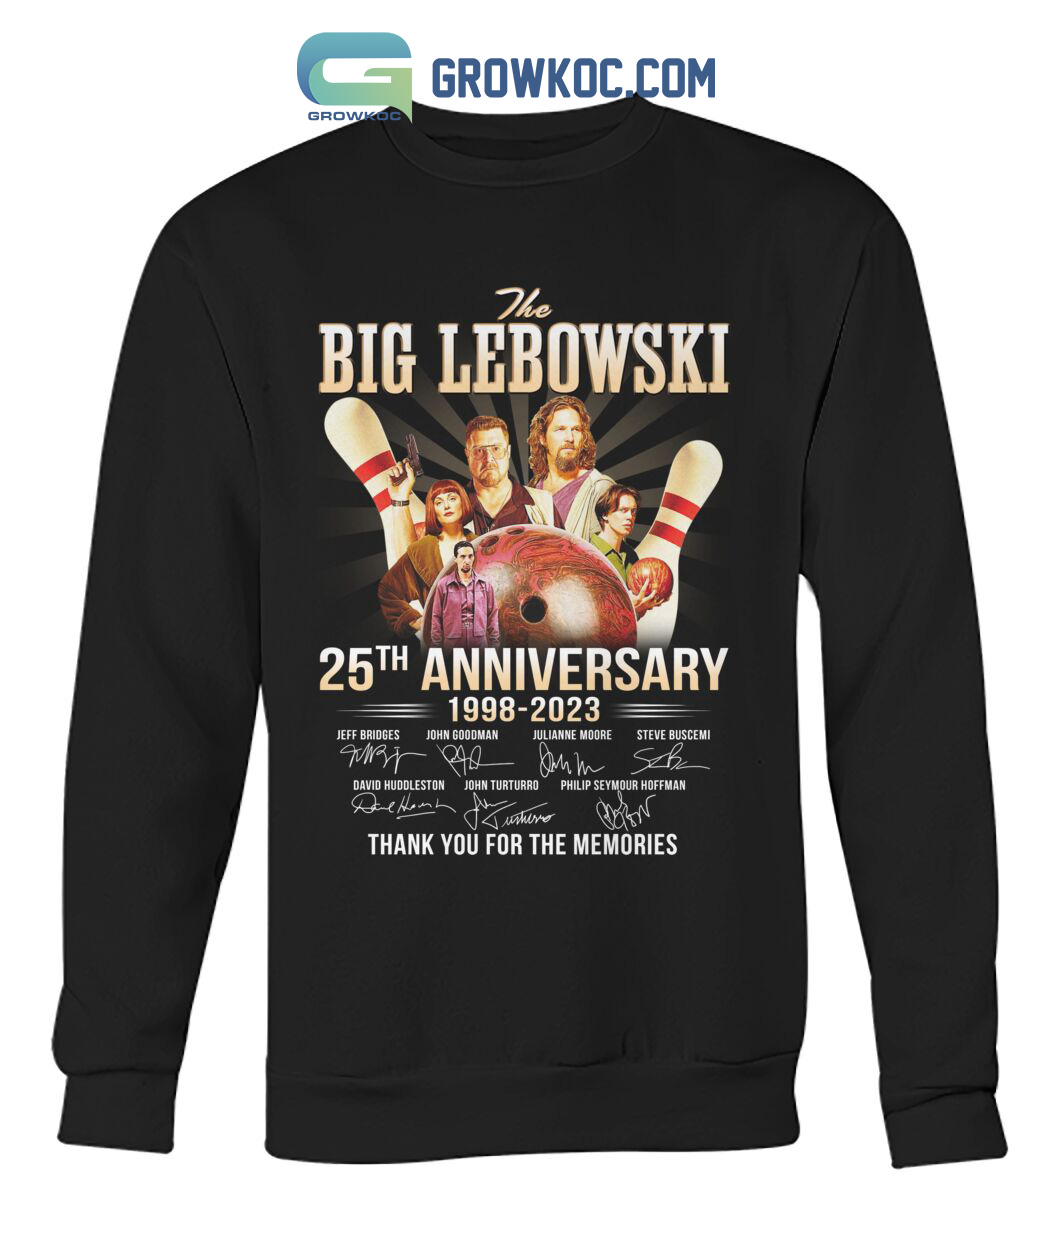 GROWKOC.COM
GROWKOC
The
BIG LEBOWSKI
25TH ANNIVERSARY
1998-2023
JEFF BRIDGES JOHN GOODMAN JULIANNE MOORE STEVE BUSCEMI
DAVID HUDDLESTON JOHN TURTURRO PHILIP SEYMOUR HOFFMAN
THANK YOU FOR THE MEMORIES